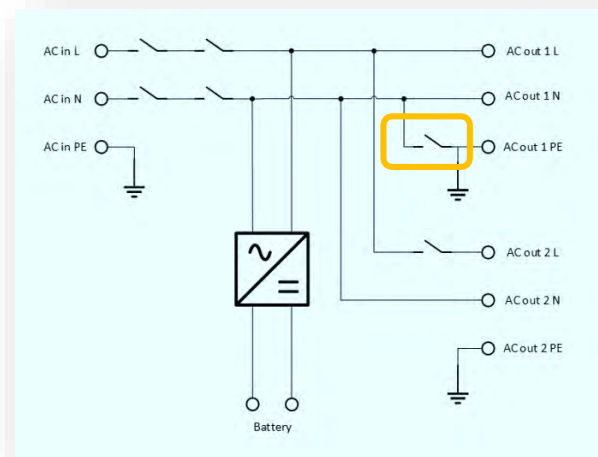 AC in L
AC out 1 L
AC in N
AC out 1 N
AC in PE
AC out 1 PE
AC out 2 L
AC out 2 N
AC out 2 PE
Battery